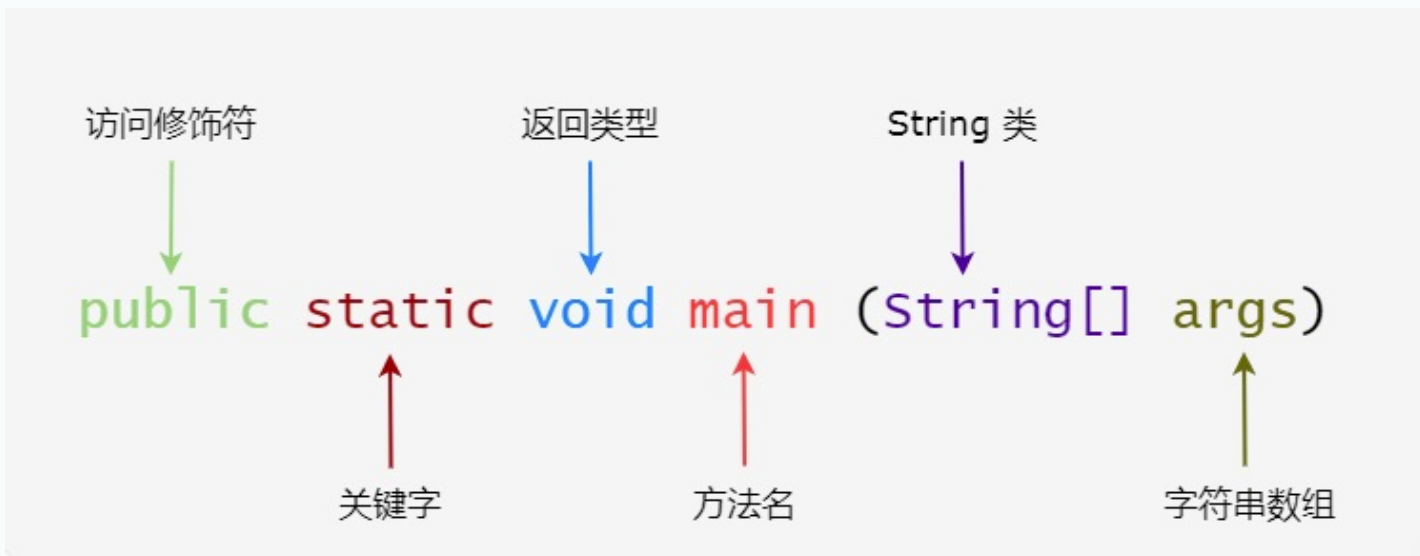 访问修饰符 返回类型 String 类
public static void main (String[] args)
关键字 方法名 字符串数组